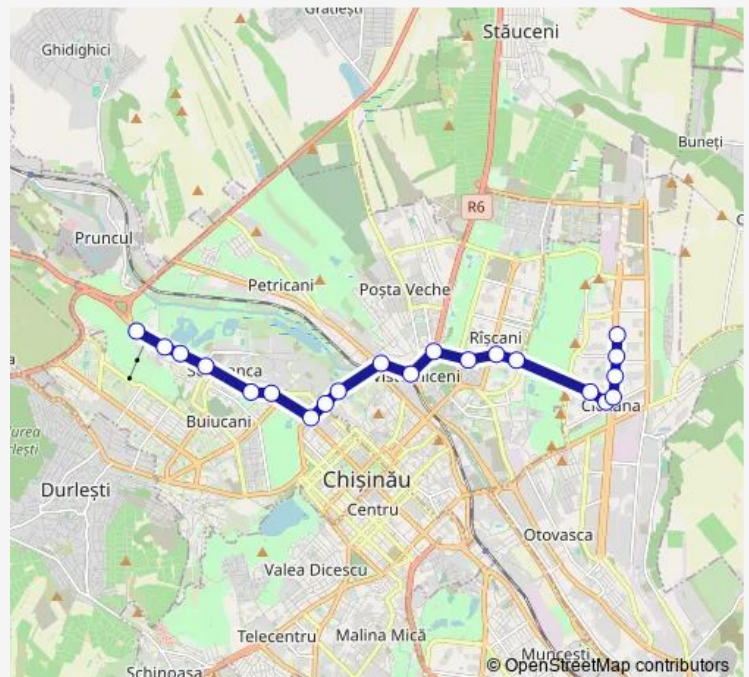 Grătiești
Stăuceni
Ghidighici
Buneți
R6
Pruncul
Petricani
Poșta Veche
Rîșcani
Buiucani
Durlești
Chișinău
Centru
Otovasca
Valea Dicescu
Telecentru
Malina Mică
Muncești
Schinoasa
© OpenStreetMap contributors